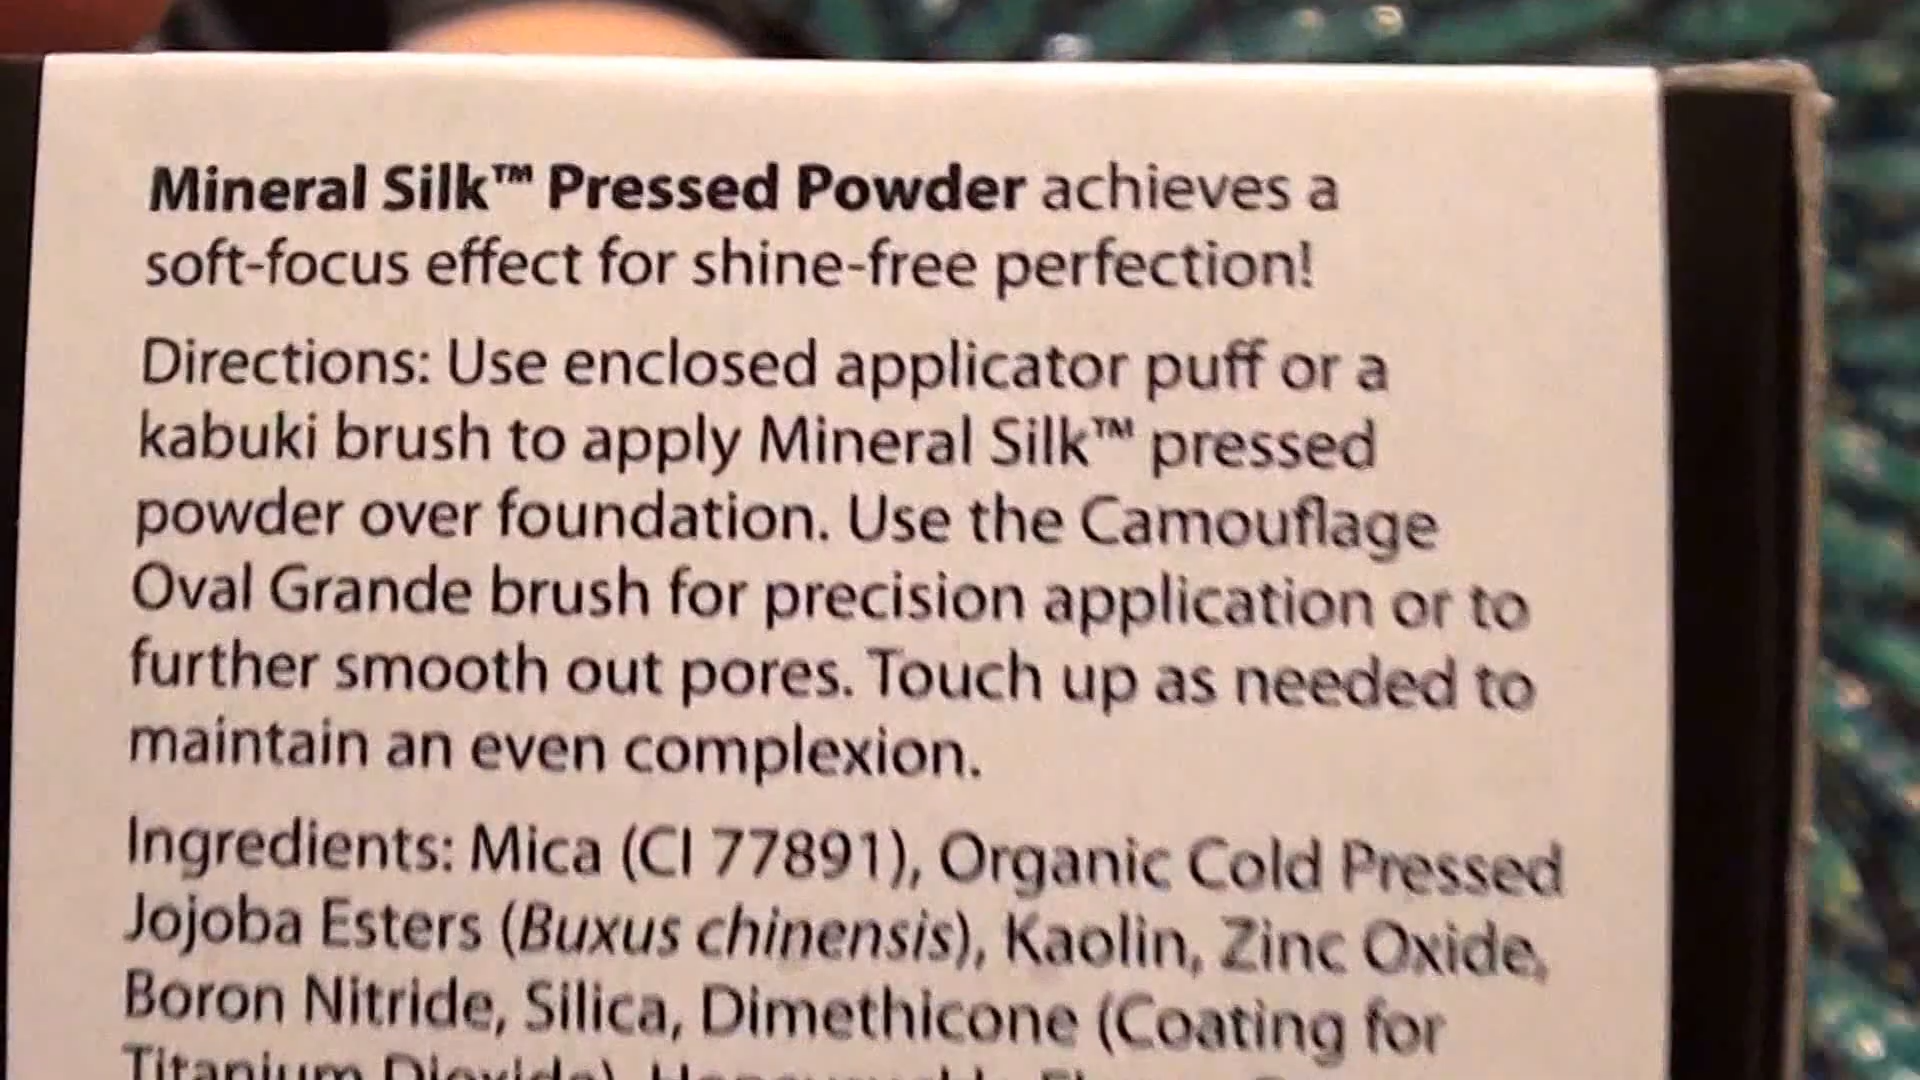 Mineral Silk™ Pressed Powder achieves a
soft-focus effect for shine-free perfection!
Directions: Use enclosed applicator puff or a
kabuki brush to apply Mineral Silk™ pressed
powder over foundation. Use the Camouflage
Oval Grande brush for precision application or to
further smooth out pores. Touch up as needed to
maintain an even complexion.
Ingredients: Mica (CI 77891), Organic Cold Pressed
Jojoba Esters (Buxus chinensis), Kaolin, Zinc Oxide,
Boron Nitride, Silica, Dimethicone (Coating for
Titanium Dioxide),